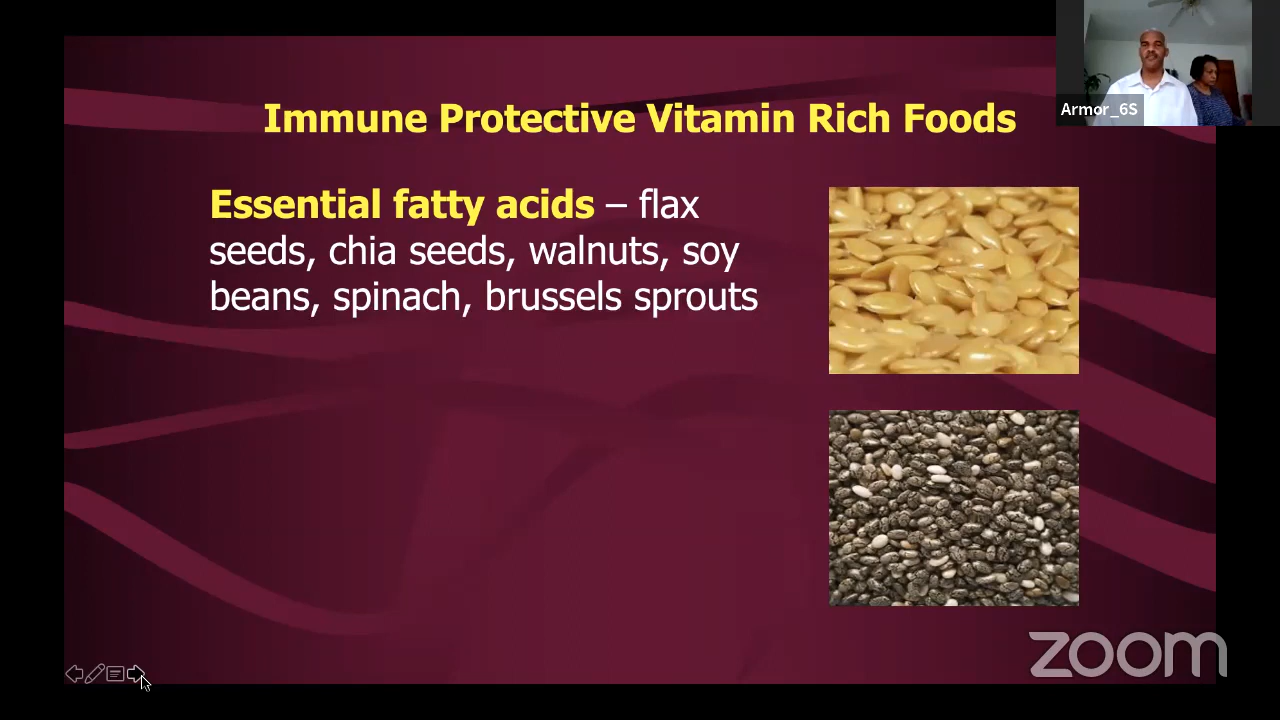 Immune Protective Vitamin Rich Foods
Armor_6S
Essential fatty acids – flax
seeds, chia seeds, walnuts, soy
beans, spinach, brussels sprouts
zoom